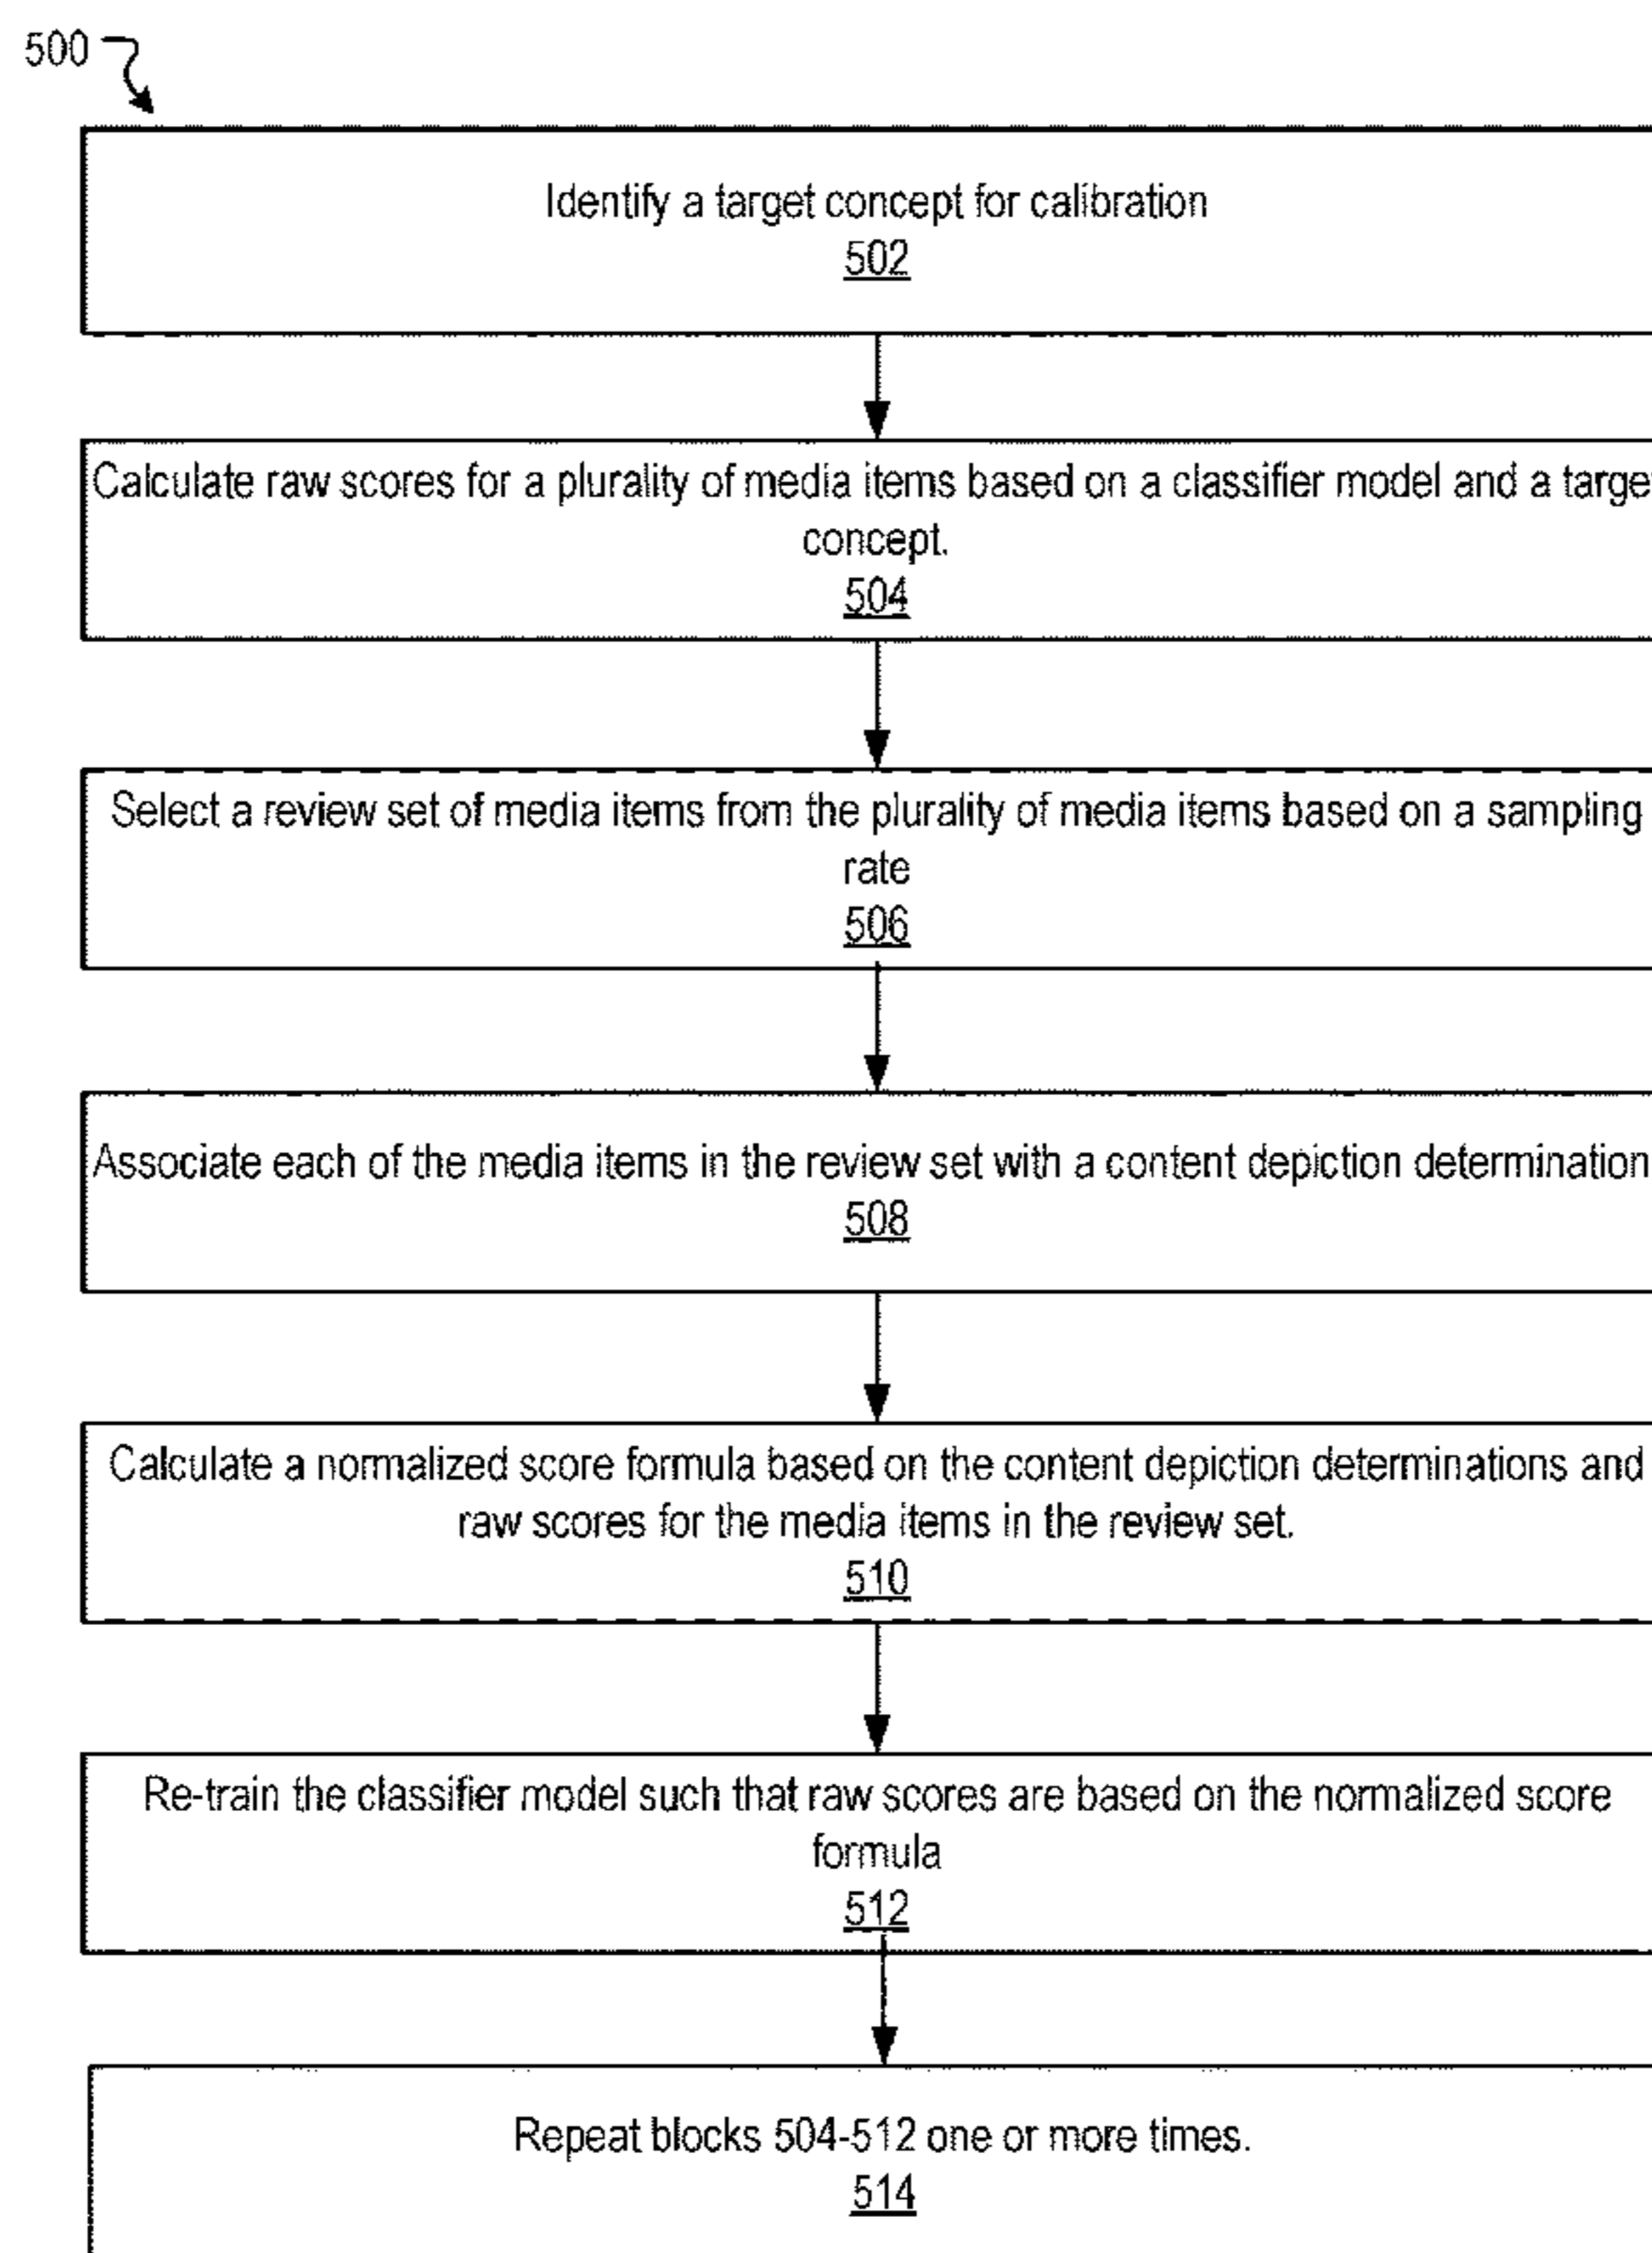 500
Identify a target concept for calibration
502
Calculate raw scores for a plurality of media items based on a classifier model and a target
concept.
504
Select a review set of media items from the plurality of media items based on a sampling
rate
506
Associate each of the media items in the review set with a content depiction determination
508
Calculate a normalized score formula based on the content depiction determinations and
raw scores for the media items in the review set.
510
Re-train the classifier model such that raw scores are based on the normalized score
formula
512
Repeat blocks 504-512 one or more times.
514